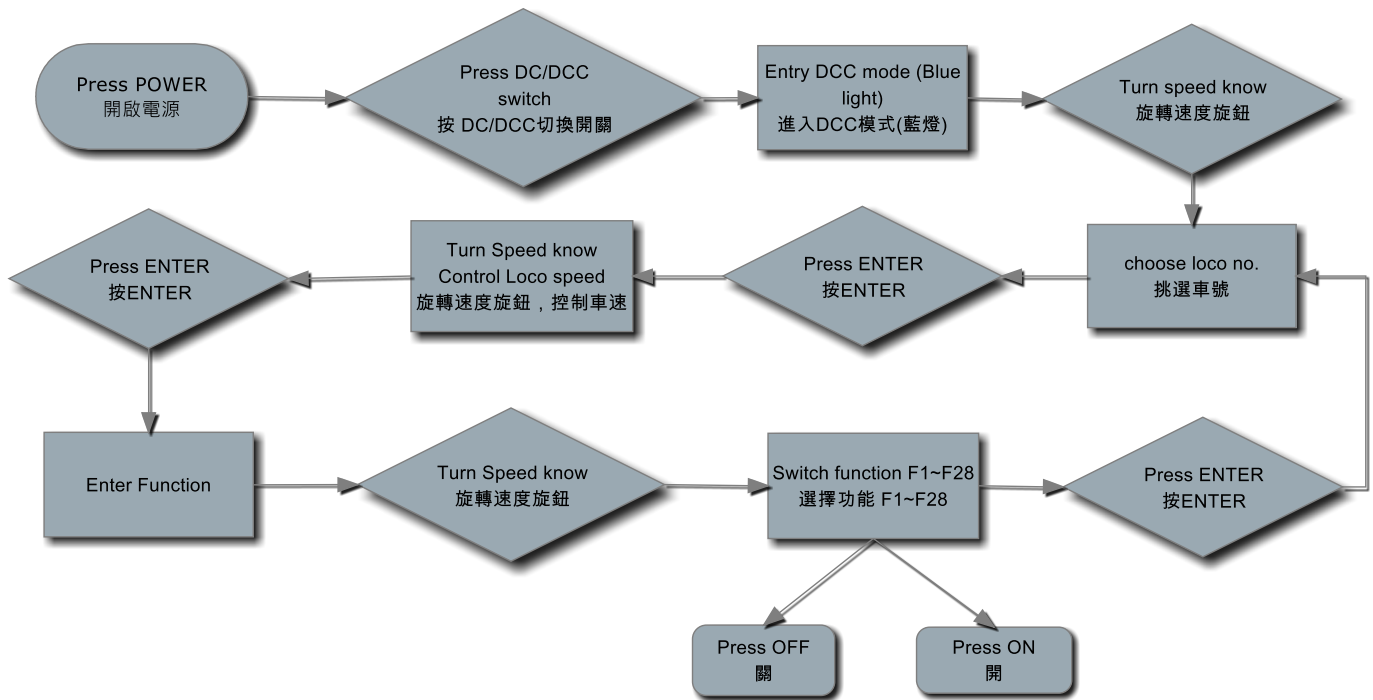 Press POWER
開啟電源
Press DC/DCC
switch
按 DC/DCC切換開關
Entry DCC mode (Blue
light)
進入DCC模式(藍燈)
Turn speed know
旋轉速度旋鈕
choose loco no.
挑選車號
Press ENTER
按ENTER
Turn Speed know
Control Loco speed
旋轉速度旋鈕，控制車速
Press ENTER
按ENTER
Enter Function
Turn Speed know
旋轉速度旋鈕
Switch function F1~F28
選擇功能 F1~F28
Press ENTER
按ENTER
Press OFF
關
Press ON
開